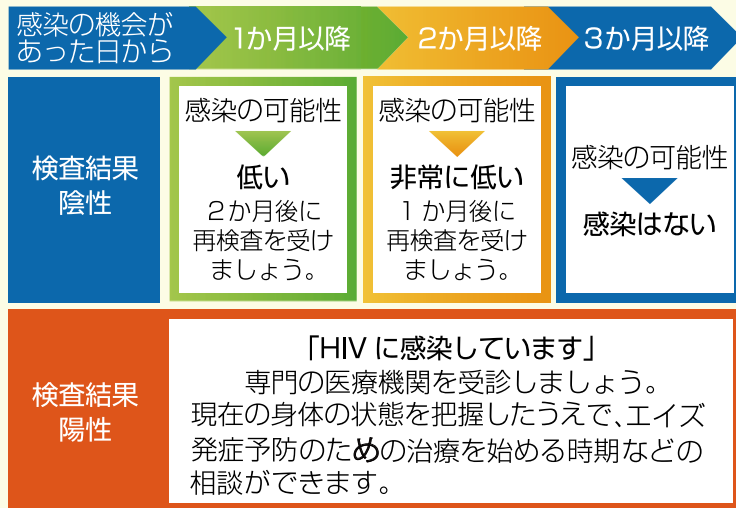 感染の機会が
あった日から
1か月以降
2か月以降
3か月以降
検査結果
陰性
感染の可能性
低い
2か月後に
再検査を受け
ましょう。
感染の可能性
非常に低い
1か月後に
再検査を受け
ましょう。
感染の可能性
感染はない
検査結果
陽性
「HIVに感染しています」
専門の医療機関を受診しましょう。
現在の身体の状態を把握したうえで、エイズ
発症予防のための治療を始める時期などの
相談ができます。